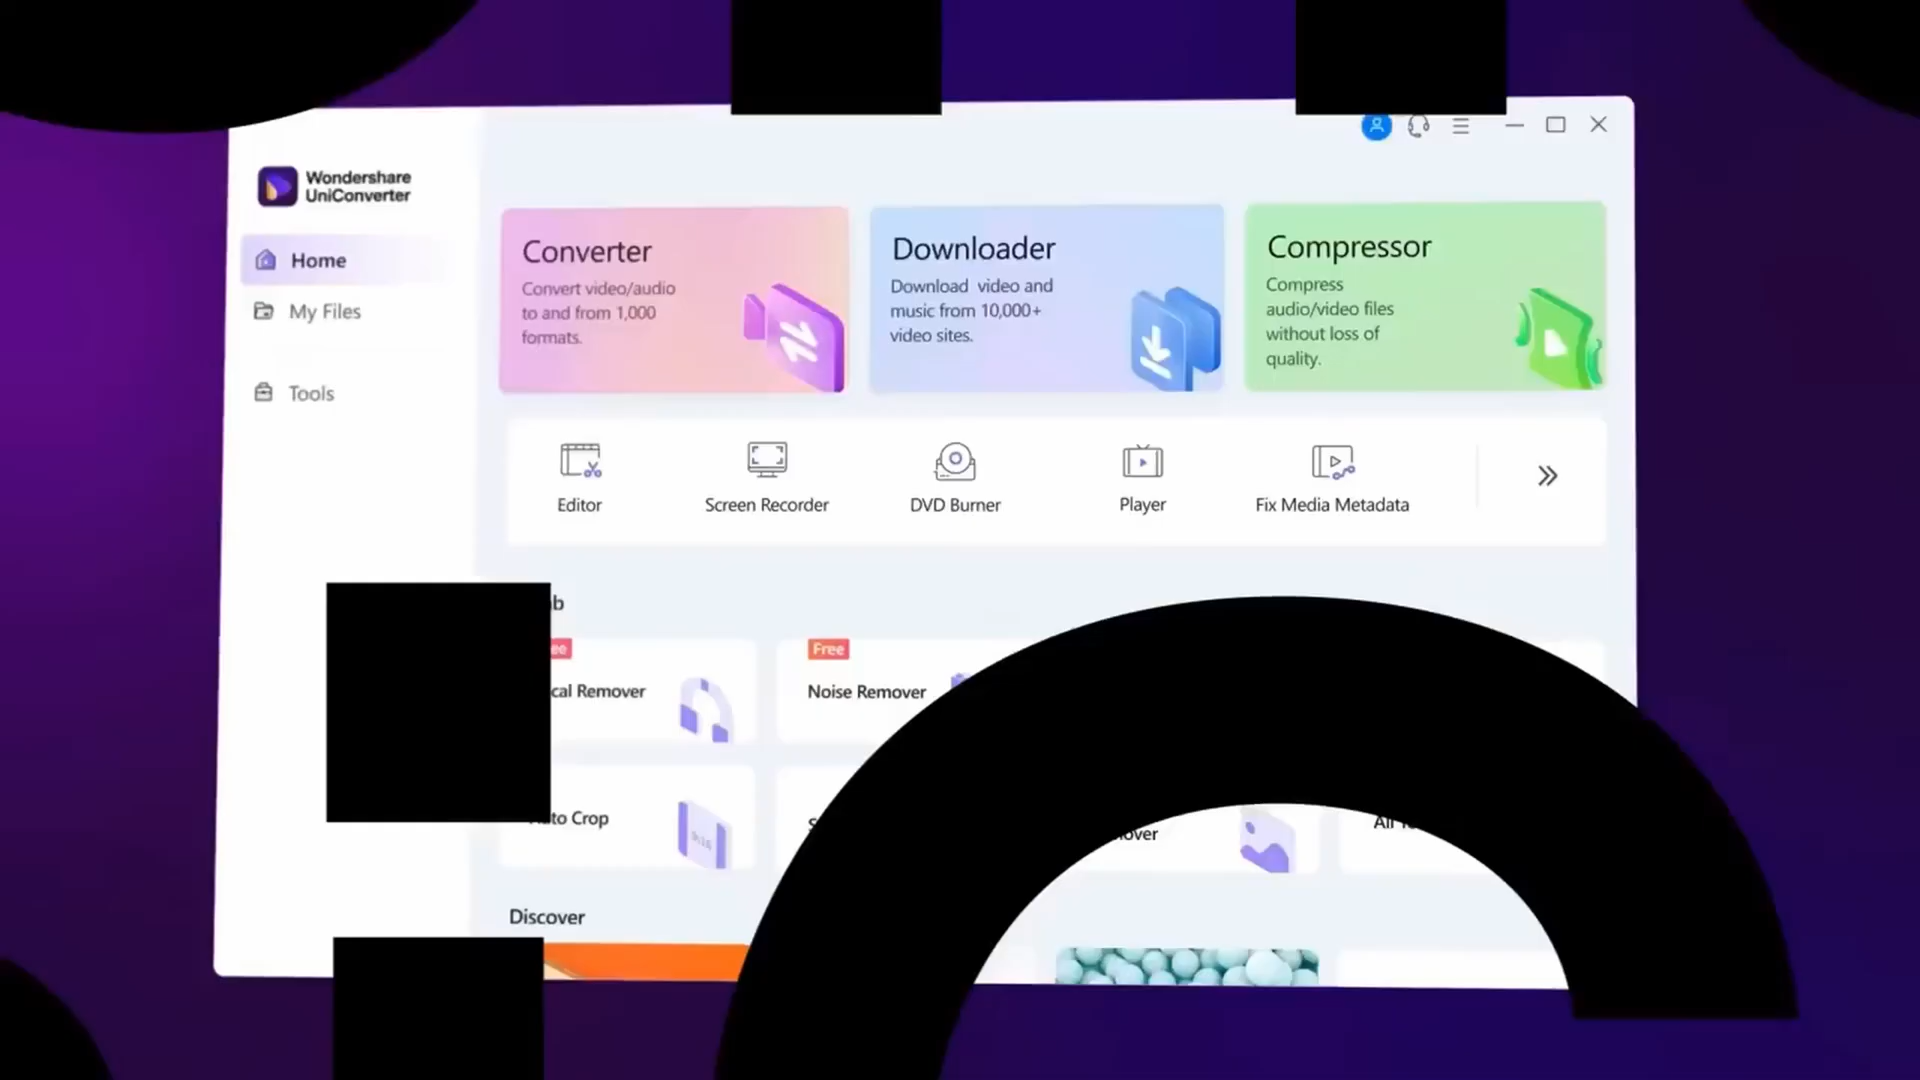 Wondershare
UniConverter
Home
My Files
Tools
Converter
Convert video/audio
to and from 1,000
formats.
Downloader
Download video and
music from 10,000+
video sites.
Compressor
Compress
audio/video files
without loss of
quality.
Editor
Screen Recorder
DVD Burner
Player
Fix Media Metadata
Free
Remover
Noise Remover
Crop
Discover